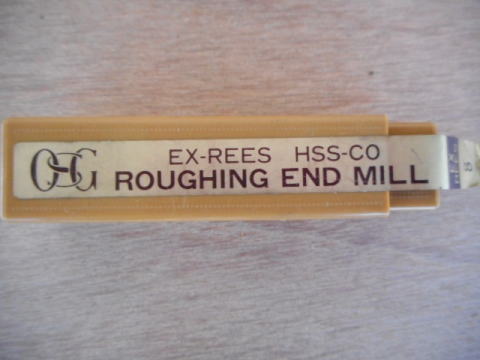 OSG
EX-REES HSS-CO
ROUGHING END MILL